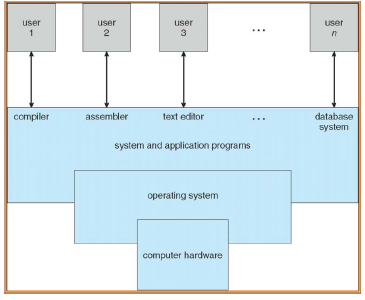 user
1
user
2
user
3
...
user
n
compiler
assembler
text editor
...
database
system
system and application programs
operating system
computer hardware